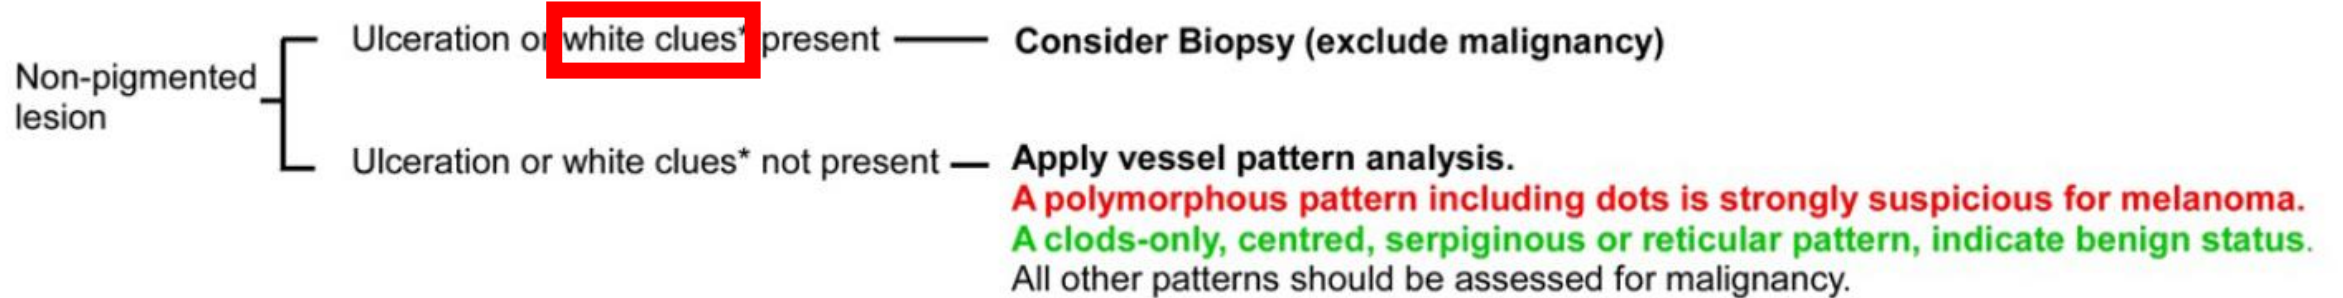 Non-pigmented
lesion
Ulceration or white clues* present
Consider Biopsy (exclude malignancy)
Ulceration or white clues* not present
Apply vessel pattern analysis.
A polymorphous pattern including dots is strongly suspicious for melanoma.
A clods-only, centred, serpiginous or reticular pattern, indicate benign status.
All other patterns should be assessed for malignancy.